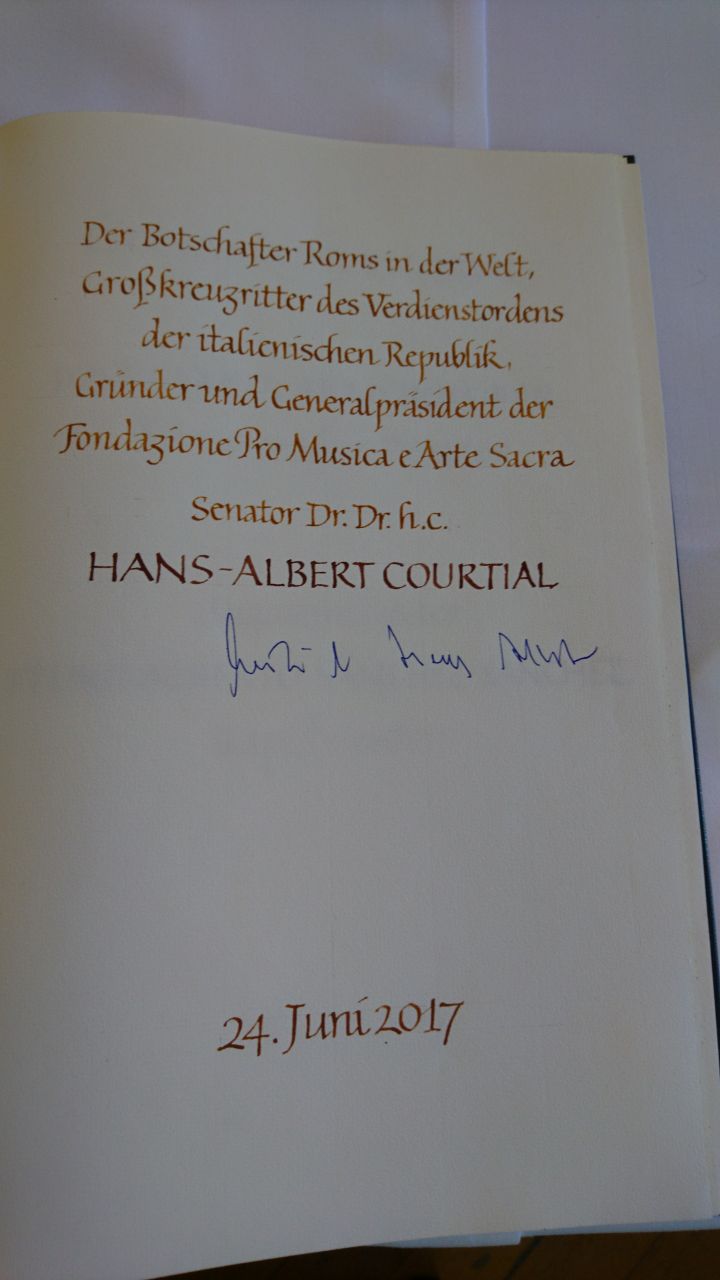 Der Botschafter Roms in der Welt,
Großkreuzritter des Verdienstordens
der italienischen Republik,
Gründer und Generalpräsident der
Fondazione Pro Musica e Arte Sacra
Senator Dr. Dr. h.c.
HANS-ALBERT COURTIAL
24. Juni 2017